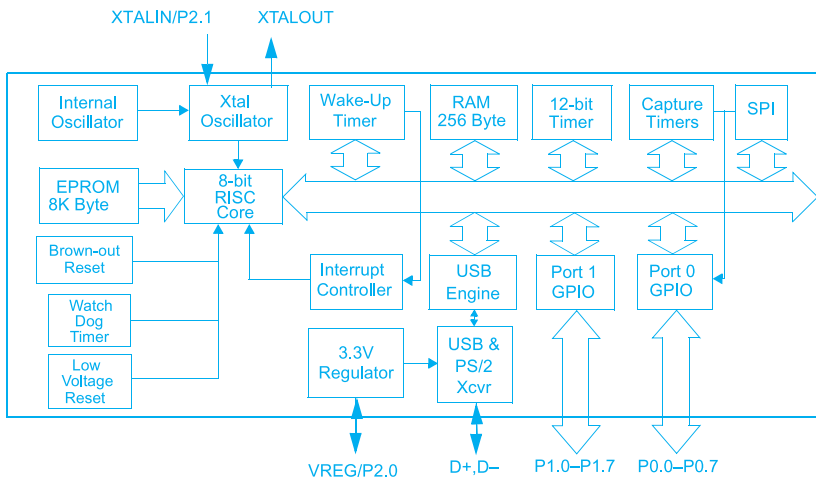 XTALIN/P2.1
XTALOUT
Internal
Oscillator
Xtal
Oscillator
Wake-Up
Timer
RAM
256 Byte
12-bit
Timer
Capture
Timers
SPI
EPROM
8K Byte
8-bit
RISC
Core
Brown-out
Reset
Interrupt
Controller
USB
Engine
Port 1
GPIO
Port 0
GPIO
Watch
Dog
Timer
Low
Voltage
Reset
3.3V
Regulator
USB &
PS/2
Xcvr
VREG/P2.0
D+,D–
P1.0–P1.7
P0.0–P0.7